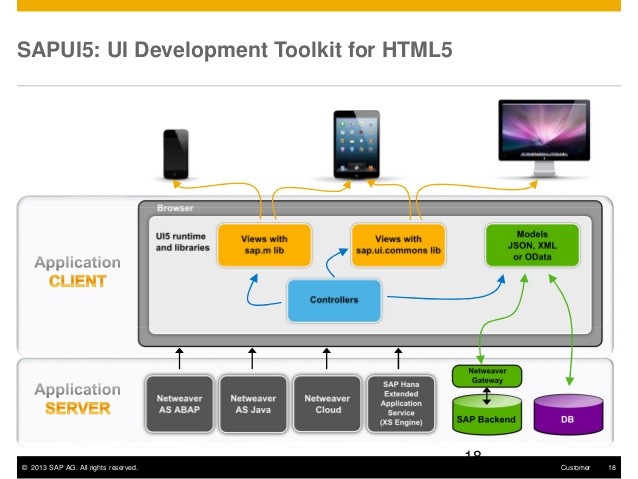 SAPUI5: UI Development Toolkit for HTML5
Browser
UI5 runtime
and libraries
Views with
sap.m lib
Views with
sap.ui.commons lib
Models
JSON, XML
or OData
Application
CLIENT
Controllers
Application
SERVER
Netweaver
AS ABAP
Netweaver
AS Java
Netweaver
Cloud
SAP Hana
Extended
Application
Service
(XS Engine)
Netweaver
Gateway
SAP Backend
DB
18
© 2013 SAP AG. All rights reserved.
Customer
18